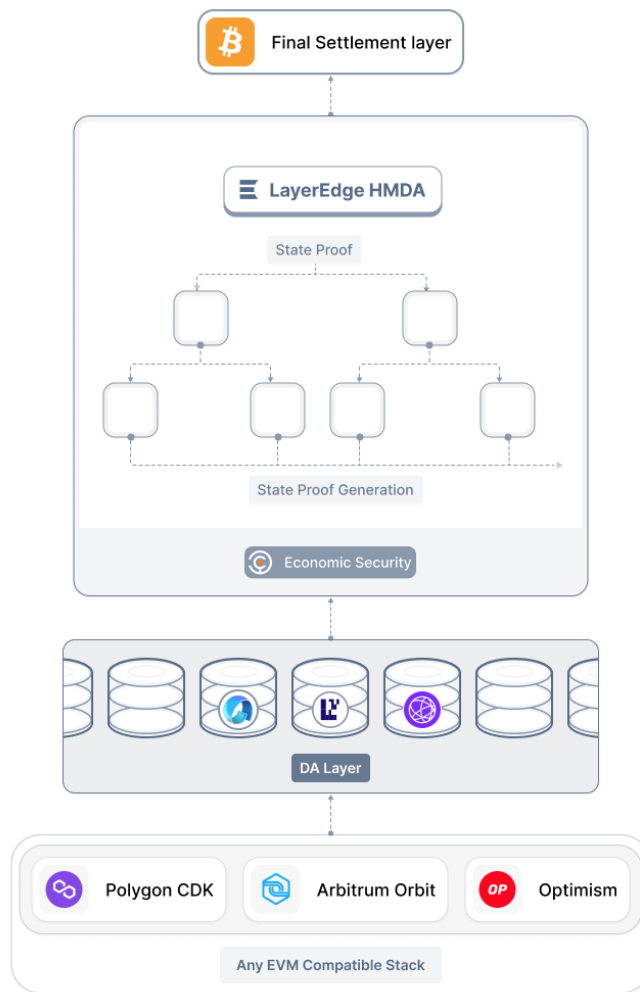 Final Settlement layer
LayerEdge HMDA
State Proof
State Proof Generation
Economic Security
DA Layer
Polygon CDK
Arbitrum Orbit
OP
Optimism
Any EVM Compatible Stack